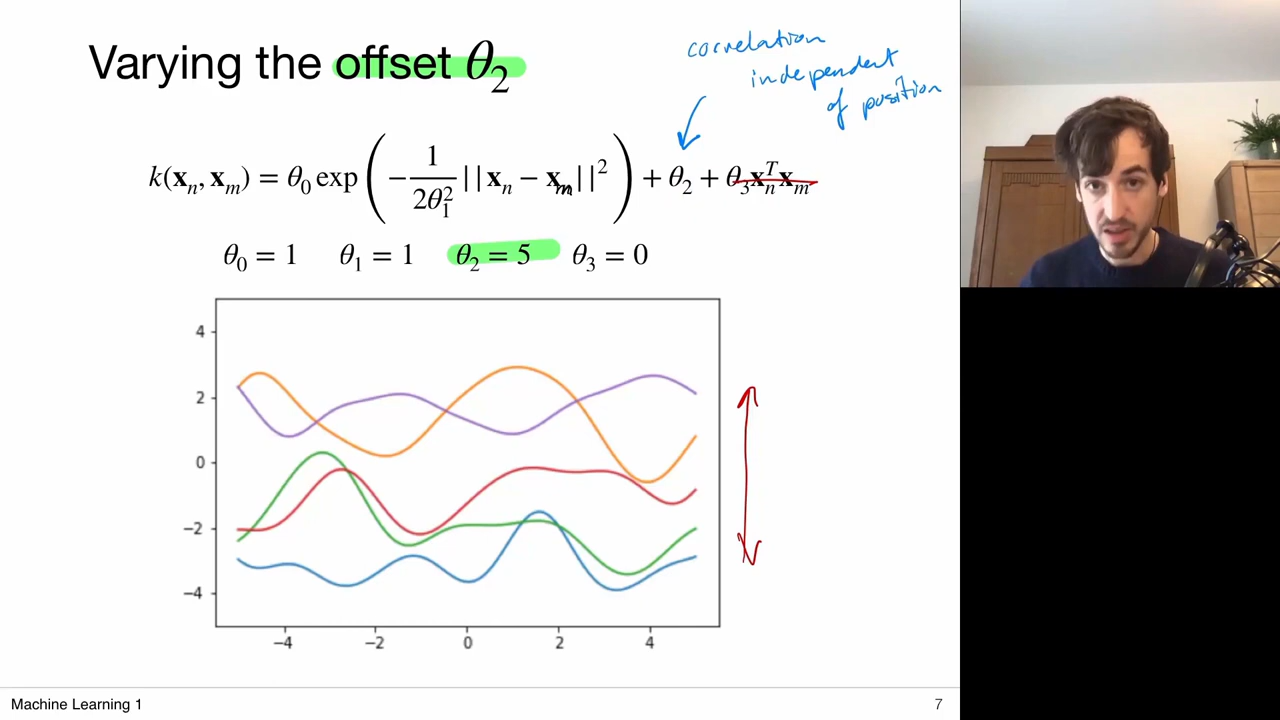 Varying the offset θ₂
correlation
independent
of position
k(xₙ, xₘ) = θ₀ exp(−1/(2θ₁²) ||xₙ − xₘ||²) + θ₂ + θ₃xₙᵀxₘ
θ₀ = 1 θ₁ = 1 θ₂ = 5 θ₃ = 0
4
2
0
−2
−4
−4 −2 0 2 4
Machine Learning 1 7